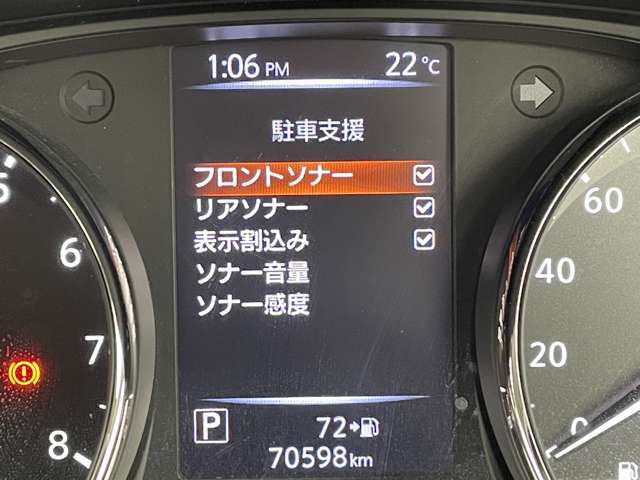 1:06 PM 22℃
駐車支援
フロントソナー
リアソナー
表示割込み
ソナー音量
ソナー感度
5
6
7
8
60
40
20
0
P 72
70598km